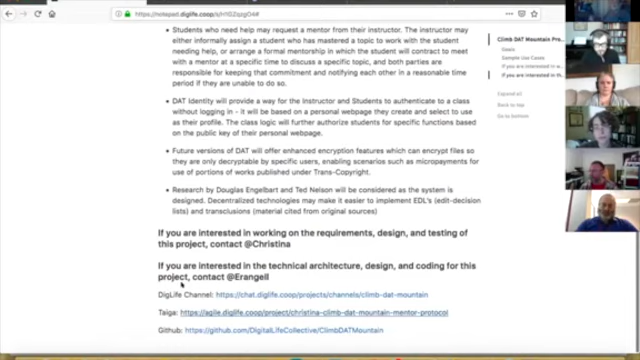 https://notepad.diglife.coop/s/H1G2qzgO4#
Students who need help may request a mentor from their instructor. The instructor may
either informally assign a student who has mastered a topic to work with the student
needing help, or arrange a formal mentorship in which the student will contract to meet
with a mentor at a specific time to discuss a specific topic, and both parties are
responsible for keeping that commitment and notifying each other in a reasonable time
period if they are unable to do so.
DAT Identity will provide a way for the Instructor and Students to authenticate to a class
without logging in - it will be based on a personal webpage they create and select to use
as their profile. The class logic will further authorize students for specific functions based
on the public key of their personal webpage.
Future versions of DAT will offer enhanced encryption features which can encrypt files so
they are only decryptable by specific users, enabling scenarios such as micropayments for
use of portions of works published under Trans-Copyright.
Research by Douglas Engelbart and Ted Nelson will be considered as the system is
designed. Decentralized technologies may make it easier to implement EDL's (edit-decision
lists) and transclusions (material cited from original sources)
If you are interested in working on the requirements, design, and testing of
this project, contact @Christina
If you are interested in the technical architecture, design, and coding for this
project, contact @Erangell
DigLife Channel: https://chat.diglife.coop/projects/channels/climb-dat-mountain
Taiga: https://agile.diglife.coop/project/christina-climb-dat-mountain-mentor-protocol
Github: https://github.com/DigitalLifeCollective/ClimbDATMountain
Climb DAT Mountain Pro...
Goals
Sample Use Cases
If you are interested in w
If you are interested in th
Expand all
Back to top
Go to bottom